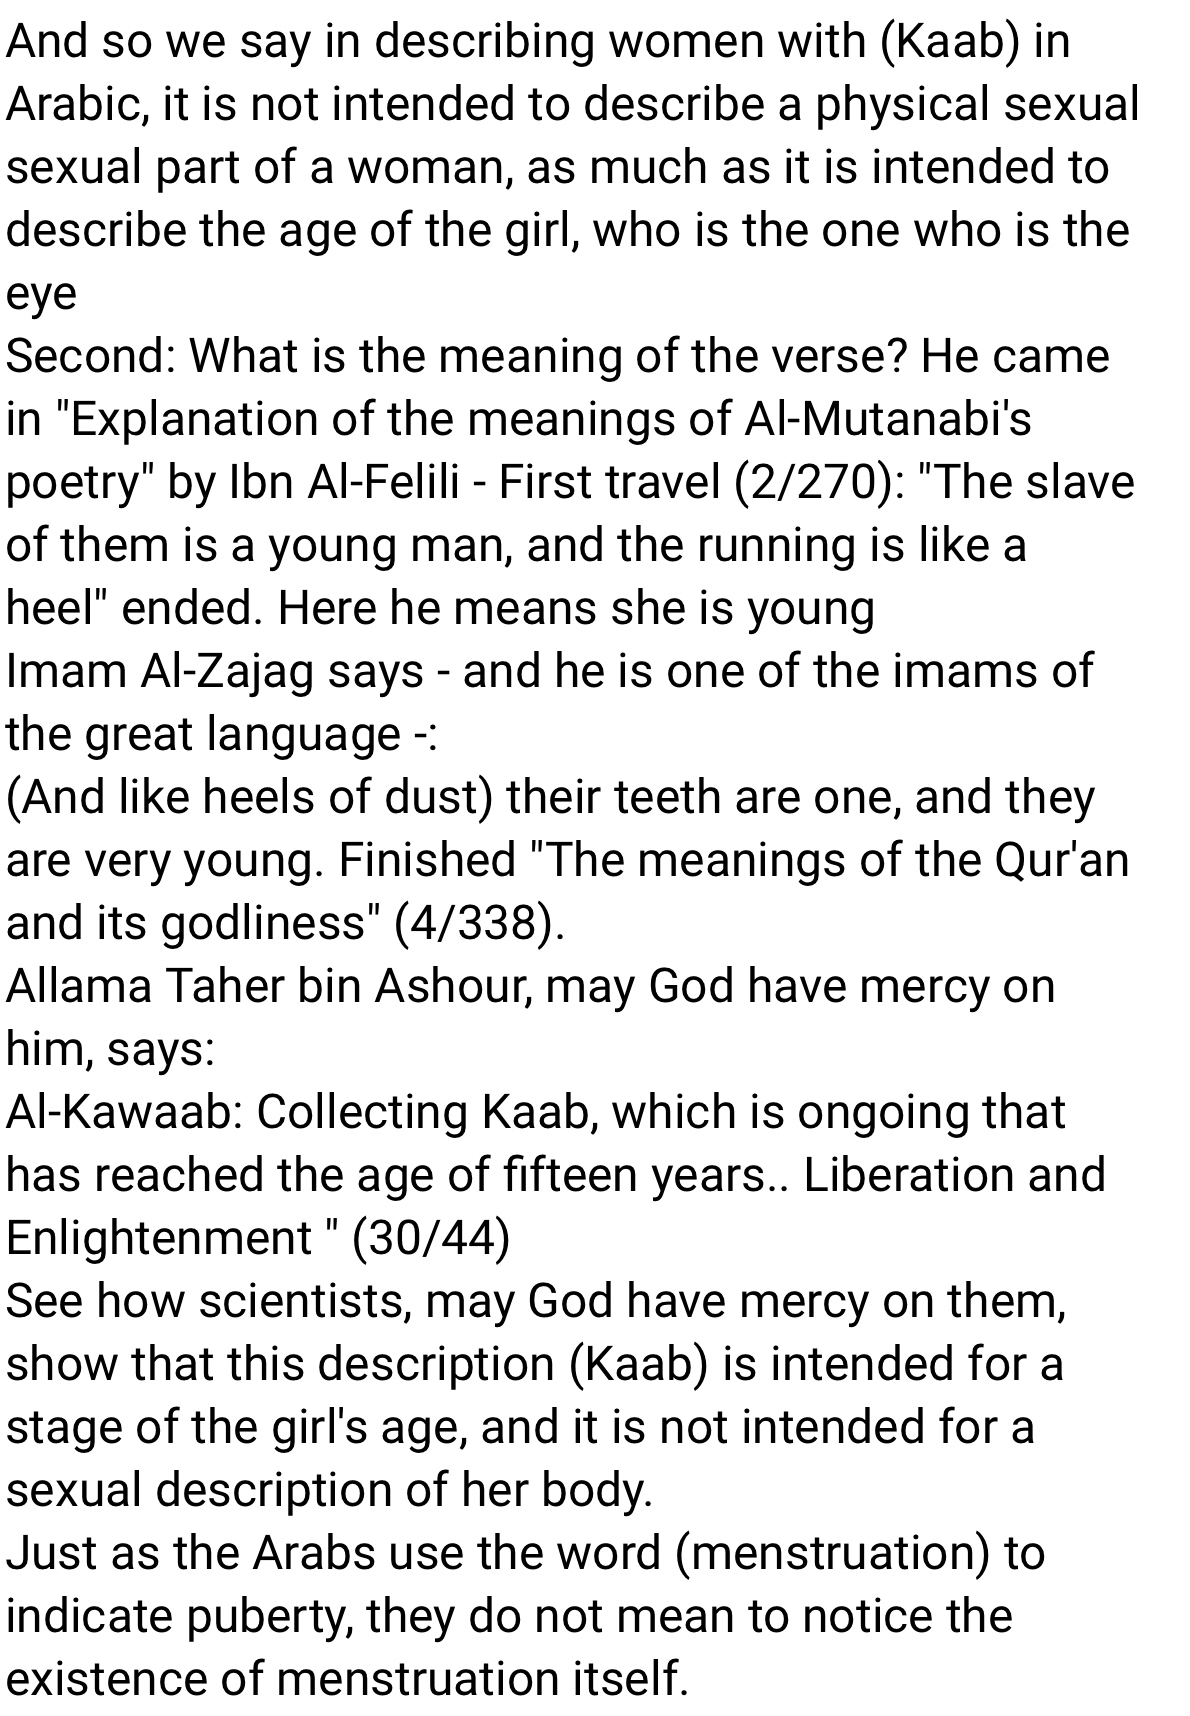 And so we say in describing women with (Kaab) in
Arabic, it is not intended to describe a physical sexual
sexual part of a woman, as much as it is intended to
describe the age of the girl, who is the one who is the
eye
Second: What is the meaning of the verse? He came
in "Explanation of the meanings of Al-Mutanabi's
poetry" by Ibn Al-Felili - First travel (2/270): "The slave
of them is a young man, and the running is like a
heel" ended. Here he means she is young
Imam Al-Zajag says - and he is one of the imams of
the great language -:
(And like heels of dust) their teeth are one, and they
are very young. Finished "The meanings of the Qur'an
and its godliness" (4/338).
Allama Taher bin Ashour, may God have mercy on
him, says:
Al-Kawaab: Collecting Kaab, which is ongoing that
has reached the age of fifteen years.. Liberation and
Enlightenment " (30/44)
See how scientists, may God have mercy on them,
show that this description (Kaab) is intended for a
stage of the girl's age, and it is not intended for a
sexual description of her body.
Just as the Arabs use the word (menstruation) to
indicate puberty, they do not mean to notice the
existence of menstruation itself.